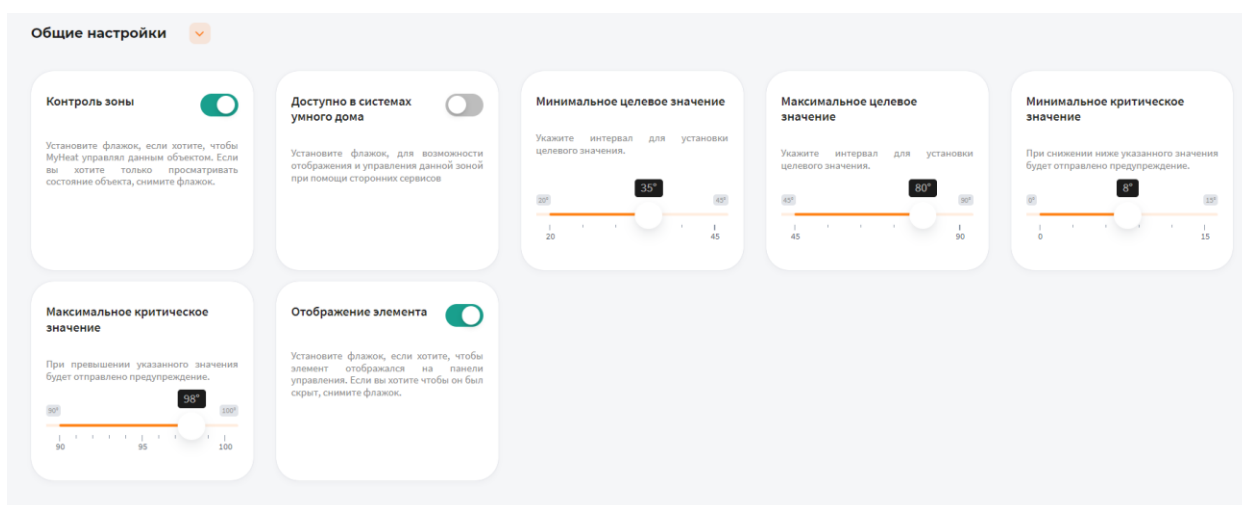 Общие настройки
Контроль зоны
Установите флажок, если хотите, чтобы
MyHeat управлял данным объектом. Если
вы хотите только просматривать
состояние объекта, снимите флажок.
Доступно в системах
умного дома
Установите флажок, для возможности
отображения и управления данной зоной
при помощи сторонних сервисов
Минимальное целевое значение
Укажите интервал для установки
целевого значения.
35°
20° 45°
20 45
Максимальное целевое
значение
Укажите интервал для установки
целевого значения.
80°
45° 90°
45 90
Минимальное критическое
значение
При снижении ниже указанного значения
будет отправлено предупреждение.
8°
0° 15°
0 15
Максимальное критическое
значение
При превышении указанного значения
будет отправлено предупреждение.
98°
90° 100°
90 95 100
Отображение элемента
Установите флажок, если хотите, чтобы
элемент отображался на панели
управления. Если вы хотите чтобы он был
скрыт, снимите флажок.